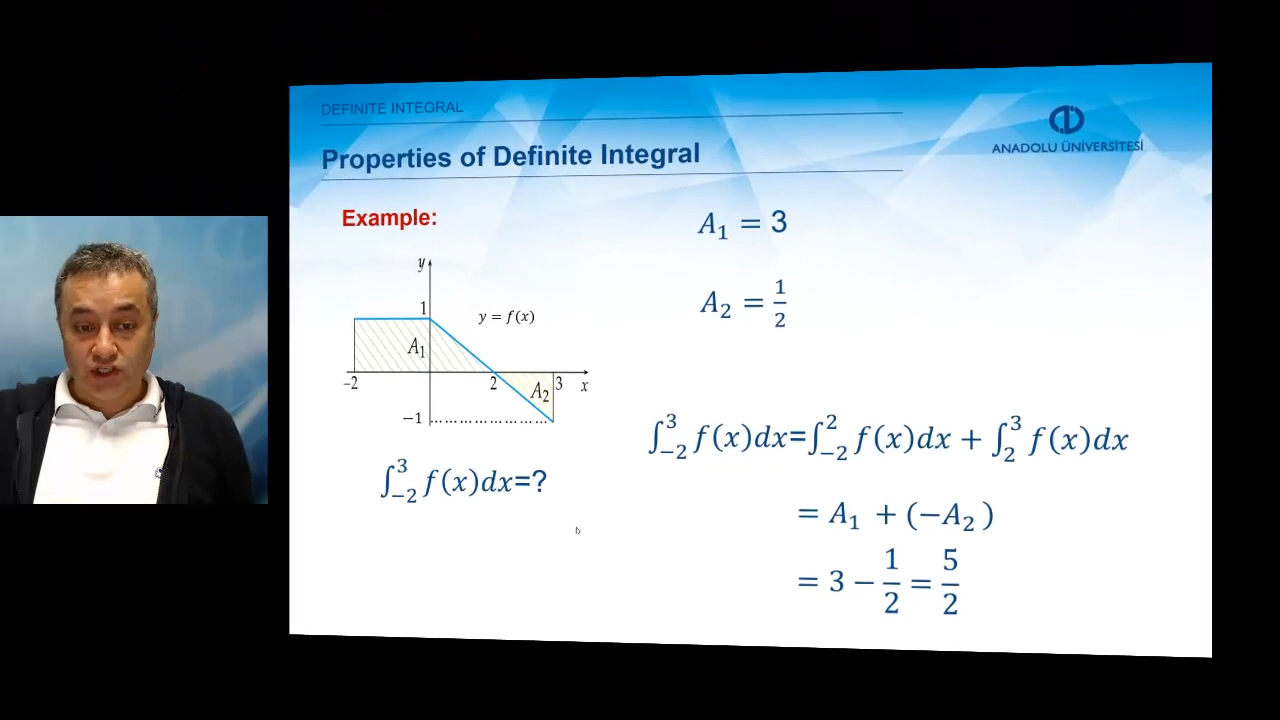 DEFINITE INTEGRAL
Properties of Definite Integral
ANADOLU ÜNİVERSİTESİ
Example:
y
1
y = f(x)
A₁
−2
2
A₂
3
x
−1
∫₋₂³ f(x)dx=?
A₁ = 3
A₂ = 1/2
∫₋₂³ f(x)dx=∫₋₂² f(x)dx + ∫₂³ f(x)dx
= A₁ + (−A₂)
= 3 − 1/2 = 5/2